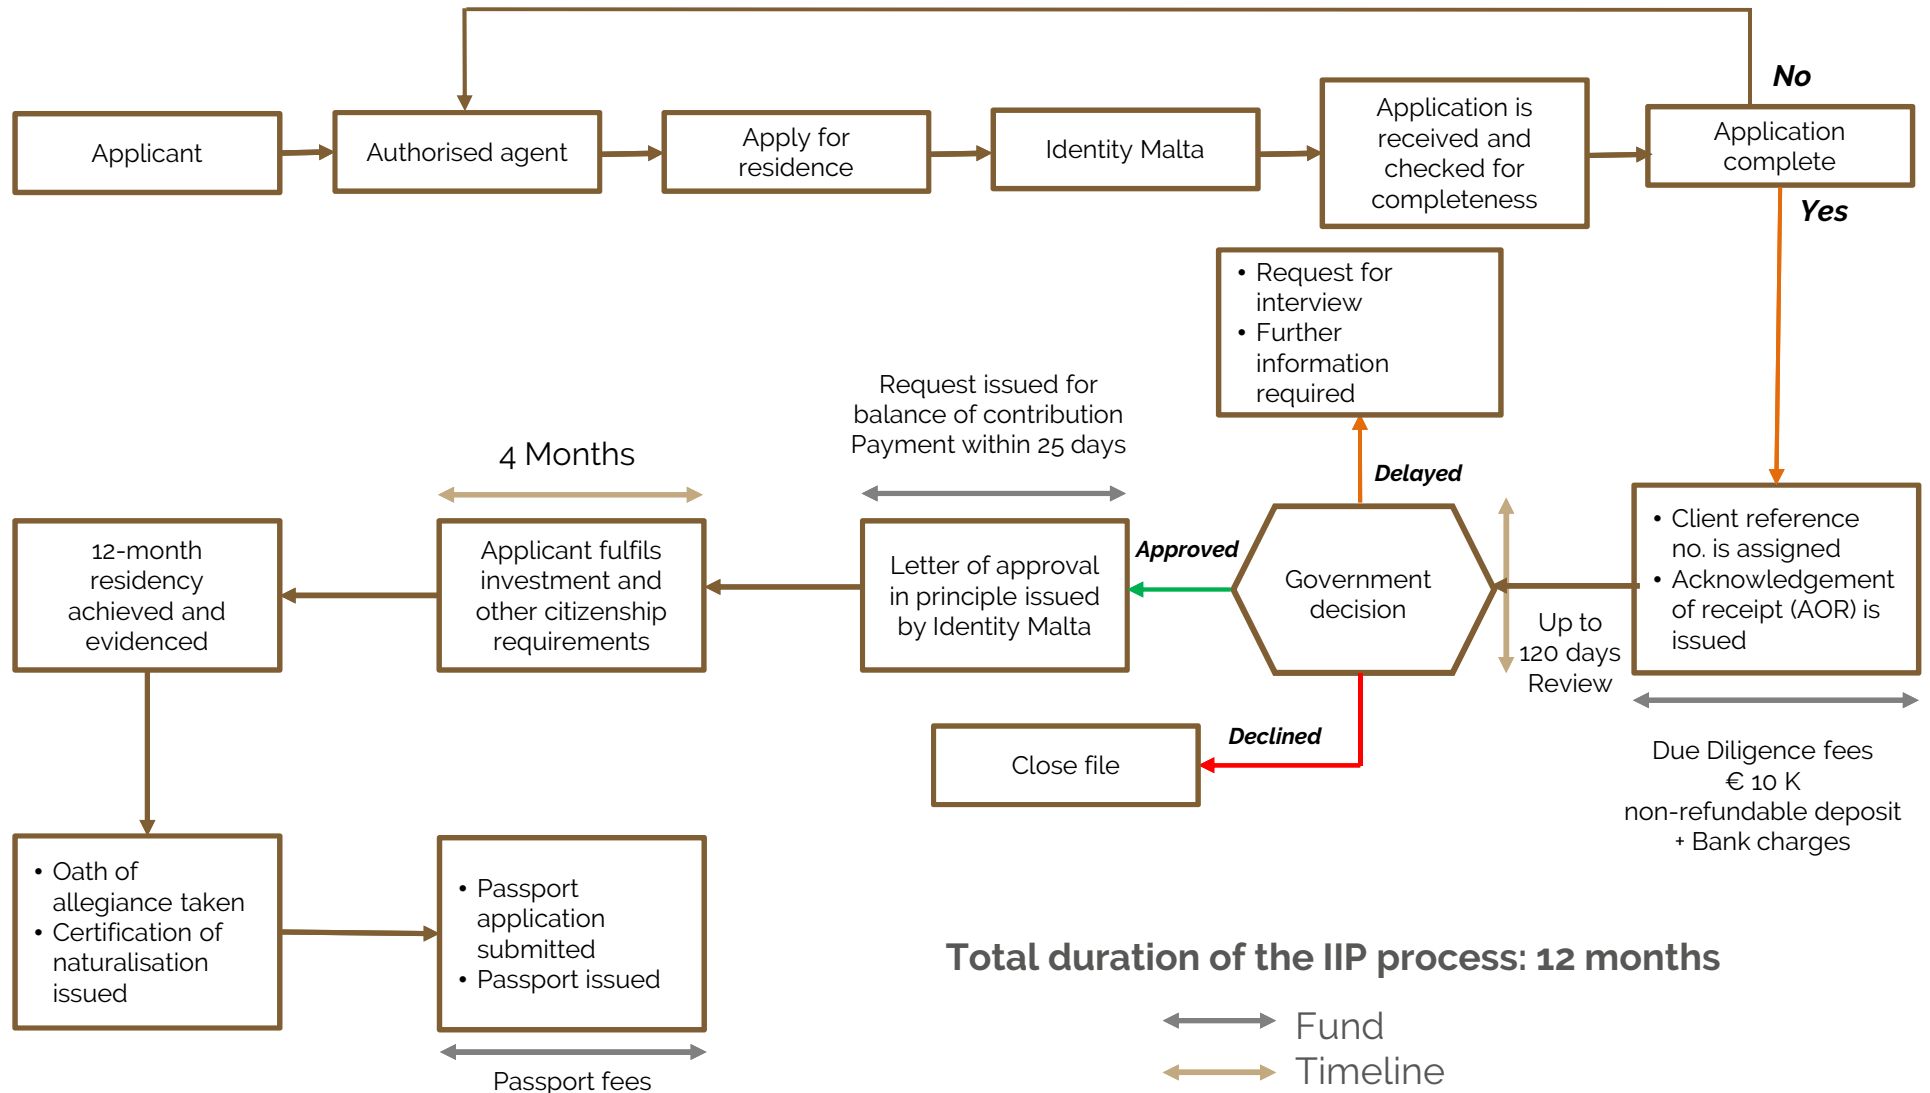 No
Applicant
Authorised agent
Apply for
residence
Identity Malta
Application is
received and
checked for
completeness
Application
complete
Yes
• Request for
interview
• Further
information
required
Request issued for
balance of contribution
Payment within 25 days
4 Months
Delayed
12-month
residency
achieved and
evidenced
Applicant fulfils
investment and
other citizenship
requirements
Letter of approval
in principle issued
by Identity Malta
Approved
Government
decision
Up to
120 days
Review
• Client reference
no. is assigned
• Acknowledgement
of receipt (AOR) is
issued
Declined
Close file
Due Diligence fees
€ 10 K
non-refundable deposit
+ Bank charges
• Oath of
allegiance taken
• Certification of
naturalisation
issued
• Passport
application
submitted
• Passport issued
Passport fees
Total duration of the IIP process: 12 months
Fund
Timeline